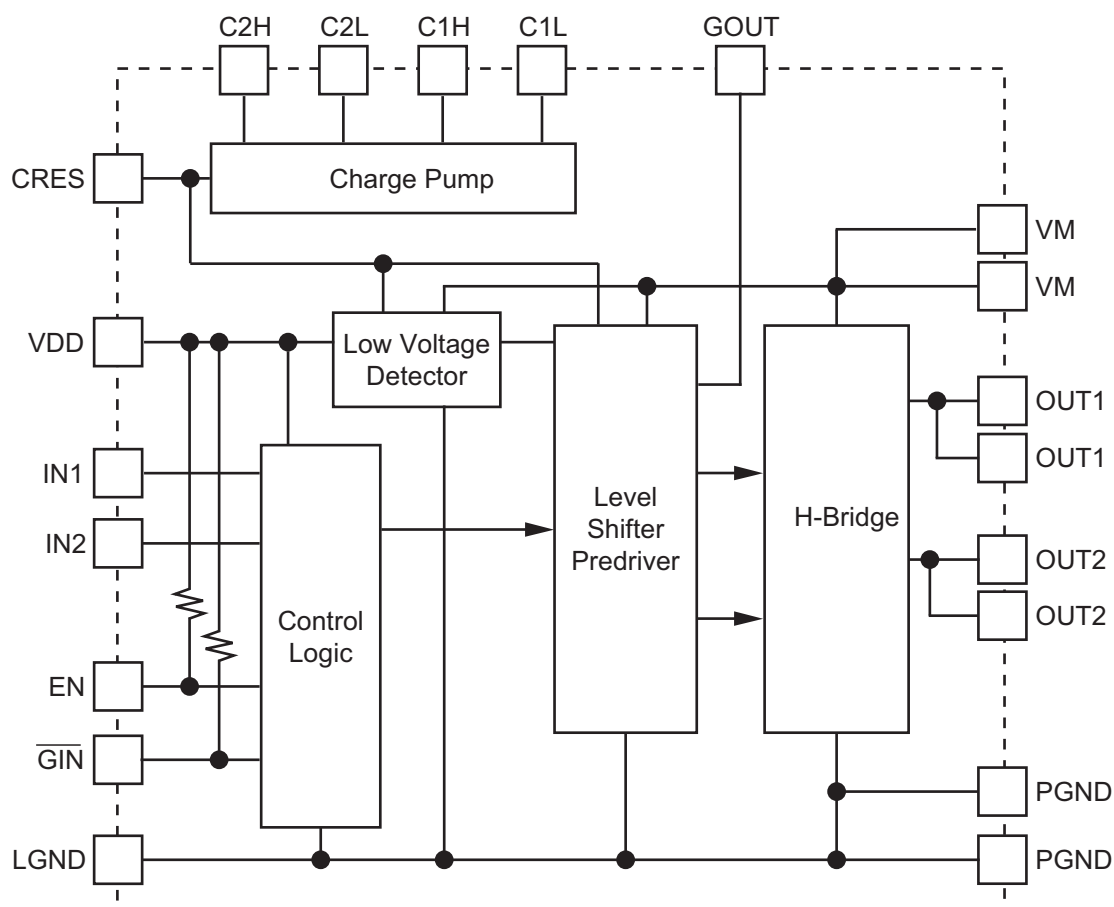 C2H C2L C1H C1L GOUT
CRES
Charge Pump
VM
VM
VDD
Low Voltage
Detector
OUT1
OUT1
IN1
IN2
Level
Shifter
Predriver
H-Bridge
OUT2
OUT2
Control
Logic
EN
G̅I̅N̅
PGND
LGND
PGND